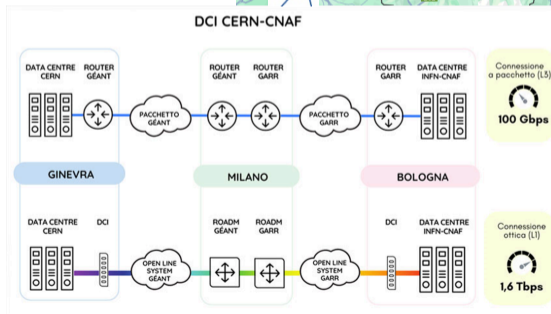 DCI CERN-CNAF
DATA CENTRE
CERN
ROUTER
GÉANT
ROUTER
GÉANT
ROUTER
GARR
ROUTER
GARR
DATA CENTRE
INFN-CNAF
Connessione
a pacchetto (L3)
PACCHETTO
GÉANT
PACCHETTO
GARR
100 Gbps
GINEVRA
MILANO
BOLOGNA
DATA CENTRE
CERN
DCI
ROADM
GÉANT
ROADM
GARR
DCI
DATA CENTRE
INFN-CNAF
Connessione
ottica (L1)
OPEN LINE
SYSTEM
GÉANT
OPEN LINE
SYSTEM
GARR
1,6 Tbps